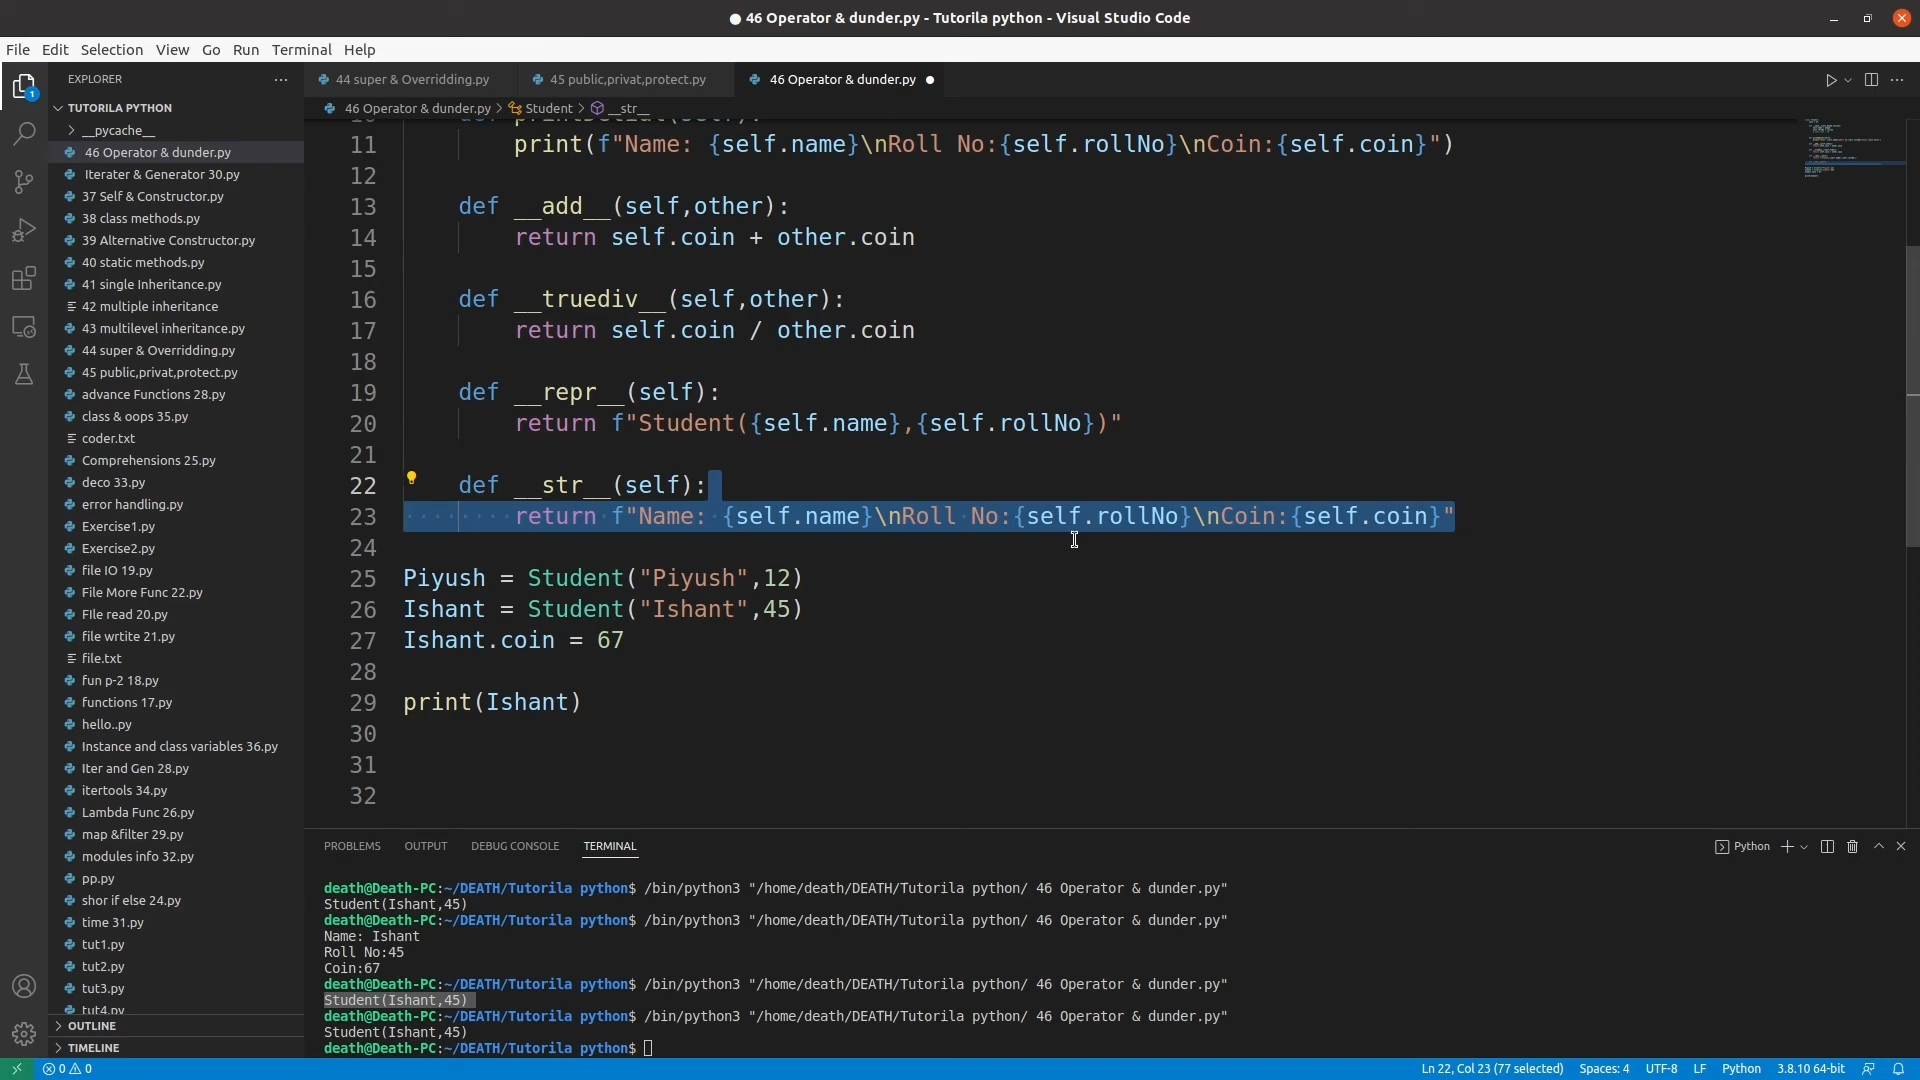 46 Operator & dunder.py - Tutorila python - Visual Studio Code
File Edit Selection View Go Run Terminal Help
EXPLORER
TUTORILA PYTHON
__pycache__
46 Operator & dunder.py
Iterater & Generator 30.py
37 Self & Constructor.py
38 class methods.py
39 Alternative Constructor.py
40 static methods.py
41 single Inheritance.py
42 multiple inheritance
43 multilevel inheritance.py
44 super & Overridding.py
45 public,privat,protect.py
advance Functions 28.py
class & oops 35.py
coder.txt
Comprehensions 25.py
deco 33.py
error handling.py
Exercise1.py
Exercise2.py
file IO 19.py
File More Func 22.py
FIle read 20.py
file wrtite 21.py
file.txt
fun p-2 18.py
functions 17.py
hello..py
Instance and class variables 36.py
Iter and Gen 28.py
itertools 34.py
Lambda Func 26.py
map &filter 29.py
modules info 32.py
pp.py
shor if else 24.py
time 31.py
tut1.py
tut2.py
tut3.py
tut4.py
OUTLINE
TIMELINE
44 super & Overridding.py 45 public,privat,protect.py 46 Operator & dunder.py
46 Operator & dunder.py > Student > __str__
11 print(f"Name: {self.name}\nRoll No:{self.rollNo}\nCoin:{self.coin}")
12
13 def __add__(self,other):
14 return self.coin + other.coin
15
16 def __truediv__(self,other):
17 return self.coin / other.coin
18
19 def __repr__(self):
20 return f"Student({self.name},{self.rollNo})"
21
22 def __str__(self):
23 return f"Name: {self.name}\nRoll No:{self.rollNo}\nCoin:{self.coin}"
24
25 Piyush = Student("Piyush",12)
26 Ishant = Student("Ishant",45)
27 Ishant.coin = 67
28
29 print(Ishant)
30
31
32
PROBLEMS OUTPUT DEBUG CONSOLE TERMINAL Python
death@Death-PC:~/DEATH/Tutorila python$ /bin/python3 "/home/death/DEATH/Tutorila python/ 46 Operator & dunder.py"
Student(Ishant,45)
death@Death-PC:~/DEATH/Tutorila python$ /bin/python3 "/home/death/DEATH/Tutorila python/ 46 Operator & dunder.py"
Name: Ishant
Roll No:45
Coin:67
death@Death-PC:~/DEATH/Tutorila python$ /bin/python3 "/home/death/DEATH/Tutorila python/ 46 Operator & dunder.py"
Student(Ishant,45)
death@Death-PC:~/DEATH/Tutorila python$ /bin/python3 "/home/death/DEATH/Tutorila python/ 46 Operator & dunder.py"
Student(Ishant,45)
death@Death-PC:~/DEATH/Tutorila python$
0 0 Ln 22, Col 23 (77 selected) Spaces: 4 UTF-8 LF Python 3.8.10 64-bit